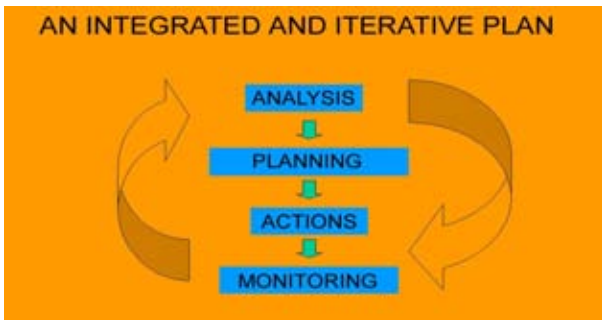 AN INTEGRATED AND ITERATIVE PLAN
ANALYSIS
PLANNING
ACTIONS
MONITORING